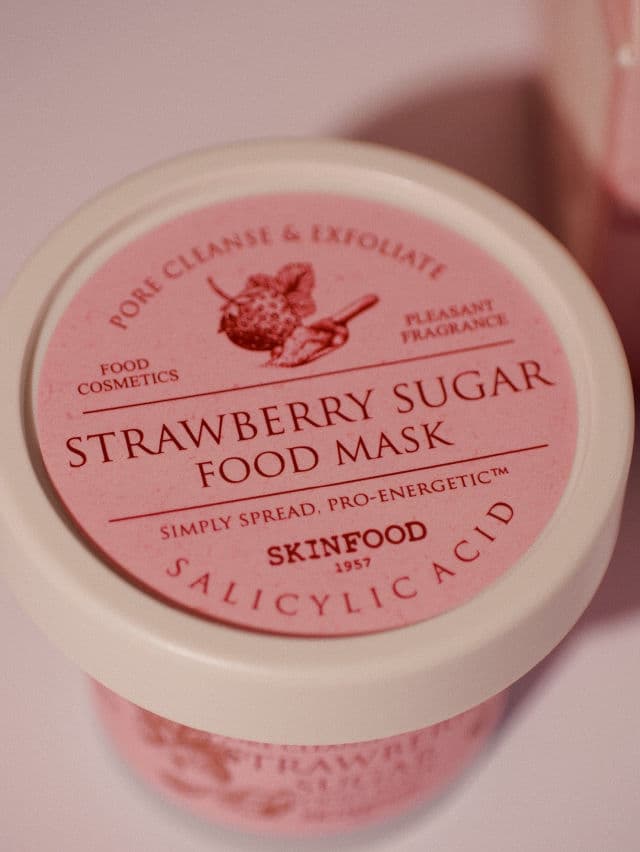 PORE CLEANSE & EXFOLIATE
FOOD
COSMETICS
PLEASANT
FRAGRANCE
STRAWBERRY SUGAR
FOOD MASK
SIMPLY SPREAD, PRO-ENERGETIC™
SKINFOOD
1957
SALICYLIC ACID
SUGAR